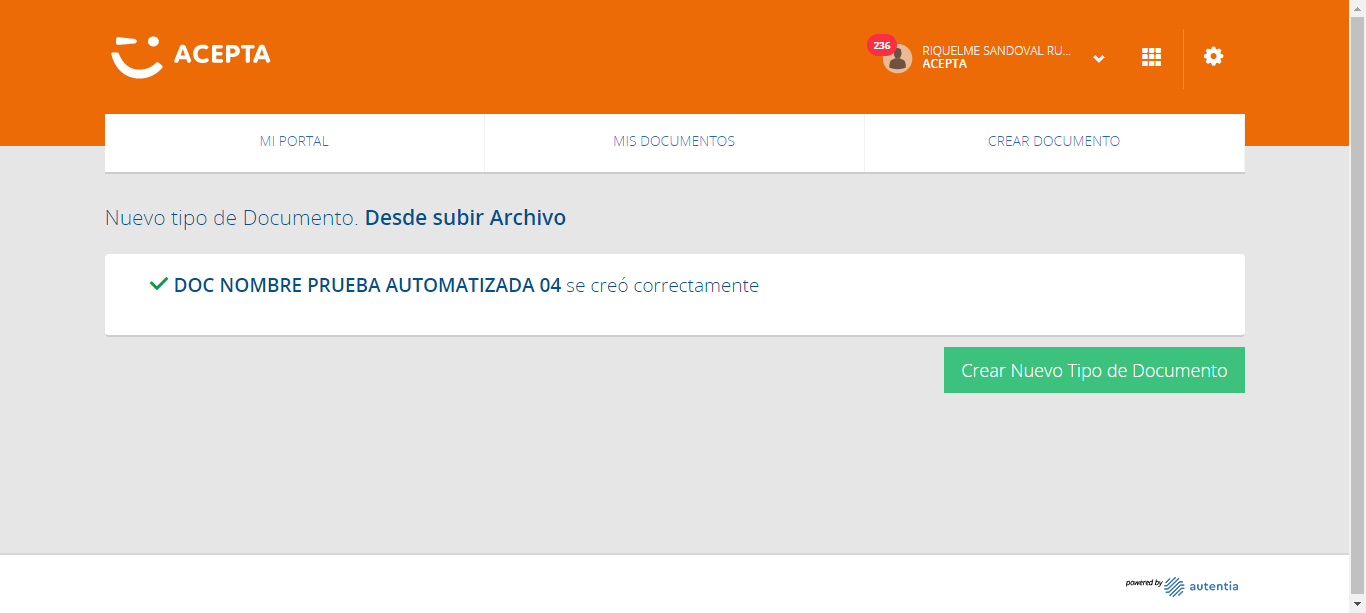 ACEPTA
236
RIQUELME SANDOVAL RU...
ACEPTA
MI PORTAL
MIS DOCUMENTOS
CREAR DOCUMENTO
Nuevo tipo de Documento. Desde subir Archivo
DOC NOMBRE PRUEBA AUTOMATIZADA 04 se creó correctamente
Crear Nuevo Tipo de Documento
powered by autentia